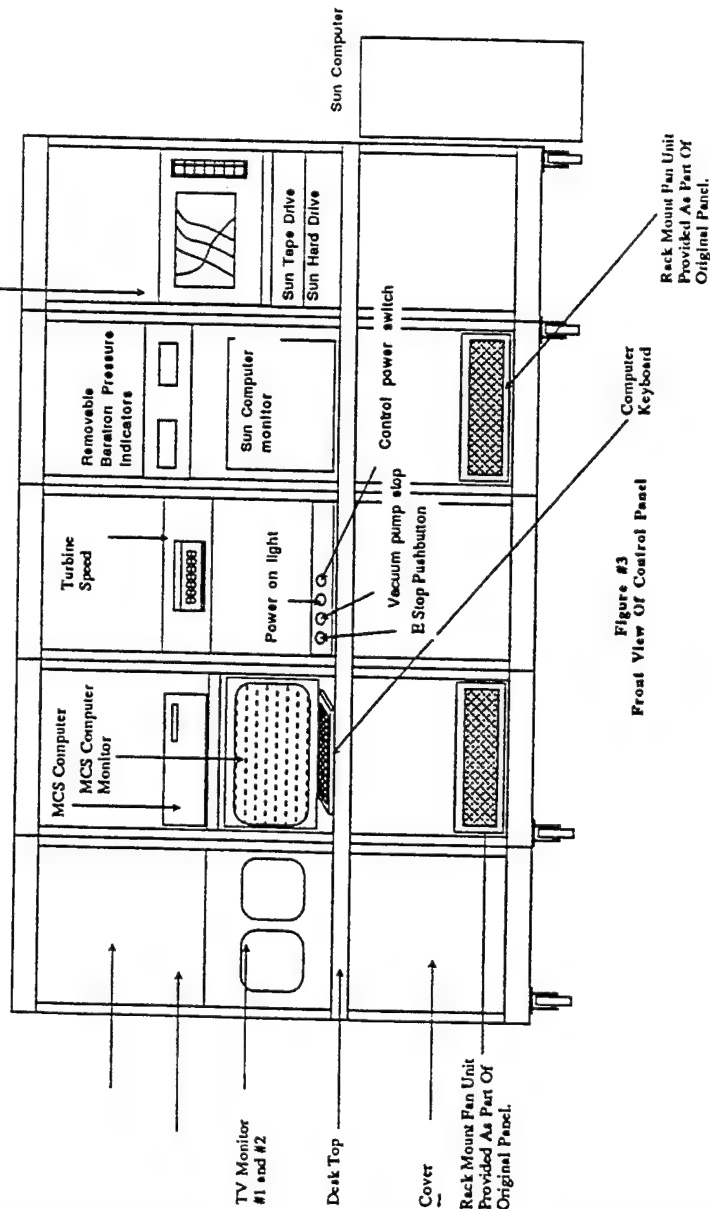 Sun Computer
Removable
Baratron Pressure
Indicators
Sun Tape Drive
Sun Hard Drive
Sun Computer
monitor
Turbine
Speed
MCS Computer
MCS Computer
Monitor
Power on light
Control power switch
Vacuum pump stop
E Stop Pushbutton
TV Monitor
#1 and #2
Desk Top
Cover
Rack Mount Fan Unit
Provided As Part Of
Original Panel.
Computer
Keyboard
Rack Mount Fan Unit
Provided As Part Of
Original Panel.
Figure #3
Front View Of Control Panel